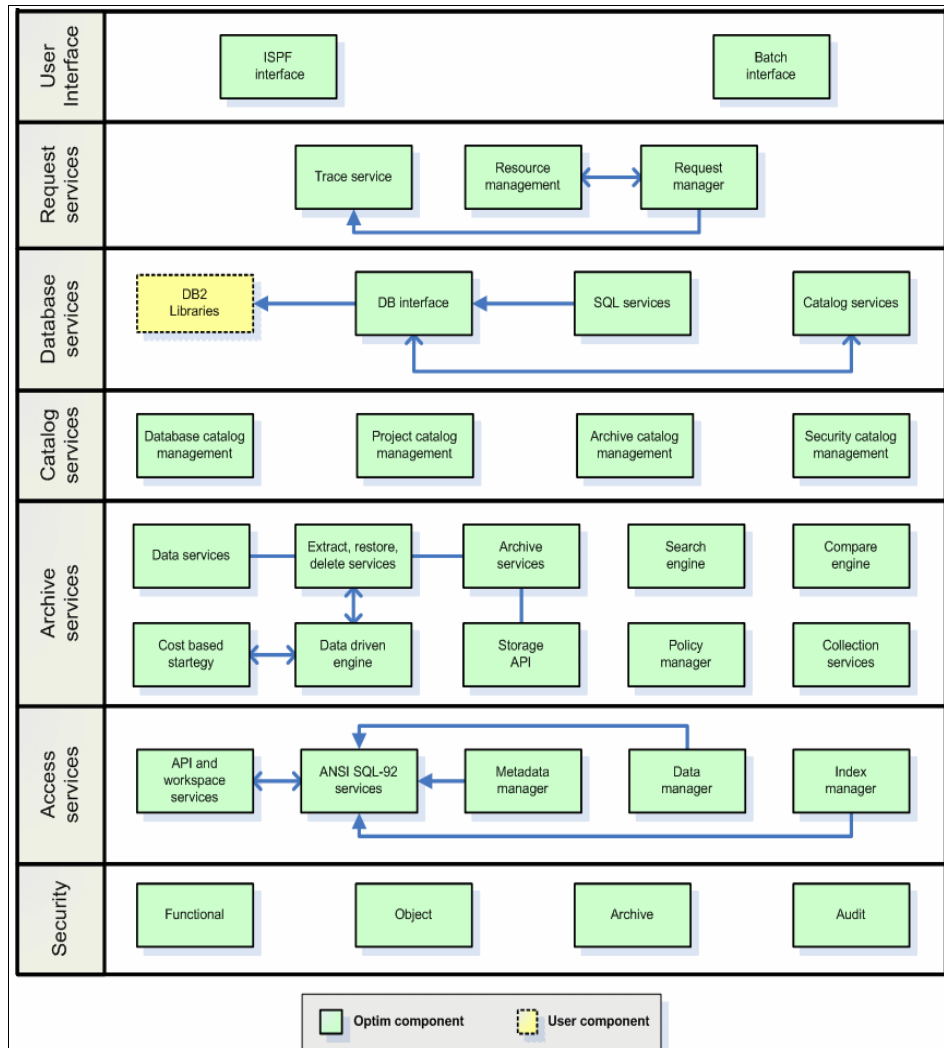 User
Interface
ISPF
interface
Batch
interface
Request
services
Trace service
Resource
management
Request
manager
Database
services
DB2
Libraries
DB interface
SQL services
Catalog services
Catalog
services
Database catalog
management
Project catalog
management
Archive catalog
management
Security catalog
management
Archive
services
Data services
Extract, restore,
delete services
Archive
services
Search
engine
Compare
engine
Cost based
startegy
Data driven
engine
Storage
API
Policy
manager
Collection
services
Access
services
API and
workspace
services
ANSI SQL-92
services
Metadata
manager
Data
manager
Index
manager
Security
Functional
Object
Archive
Audit
Optim component
User component